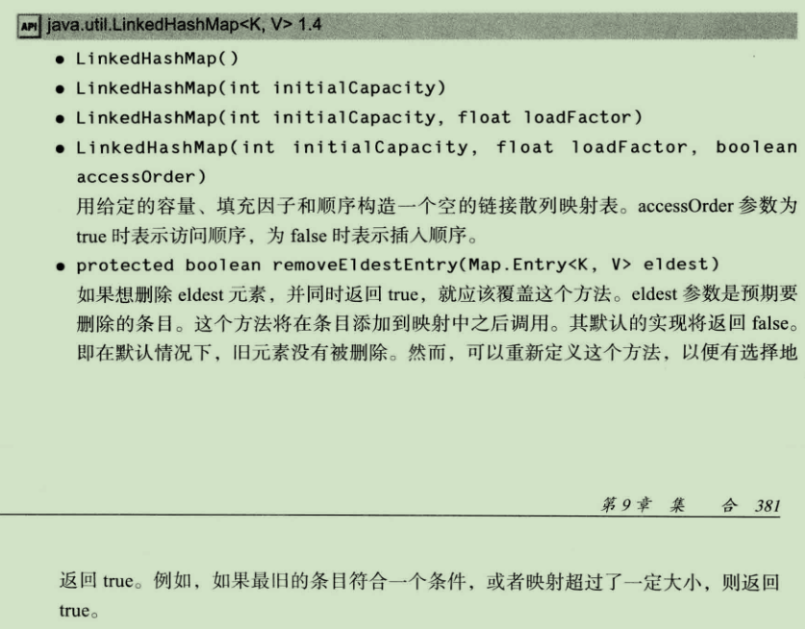 API java.util.LinkedHashMap<K, V> 1.4
• LinkedHashMap()
• LinkedHashMap(int initialCapacity)
• LinkedHashMap(int initialCapacity, float loadFactor)
• LinkedHashMap(int initialCapacity, float loadFactor, boolean
accessOrder)
用给定的容量、填充因子和顺序构造一个空的链接散列映射表。accessOrder 参数为
true 时表示访问顺序，为 false 时表示插入顺序。
• protected boolean removeEldestEntry(Map.Entry<K, V> eldest)
如果想删除 eldest 元素，并同时返回 true，就应该覆盖这个方法。eldest 参数是预期要
删除的条目。这个方法将在条目添加到映射中之后调用。其默认的实现将返回 false。
即在默认情况下，旧元素没有被删除。然而，可以重新定义这个方法，以便有选择地
第9章 集 合 381
返回 true。例如，如果最旧的条目符合一个条件，或者映射超过了一定大小，则返回
true。